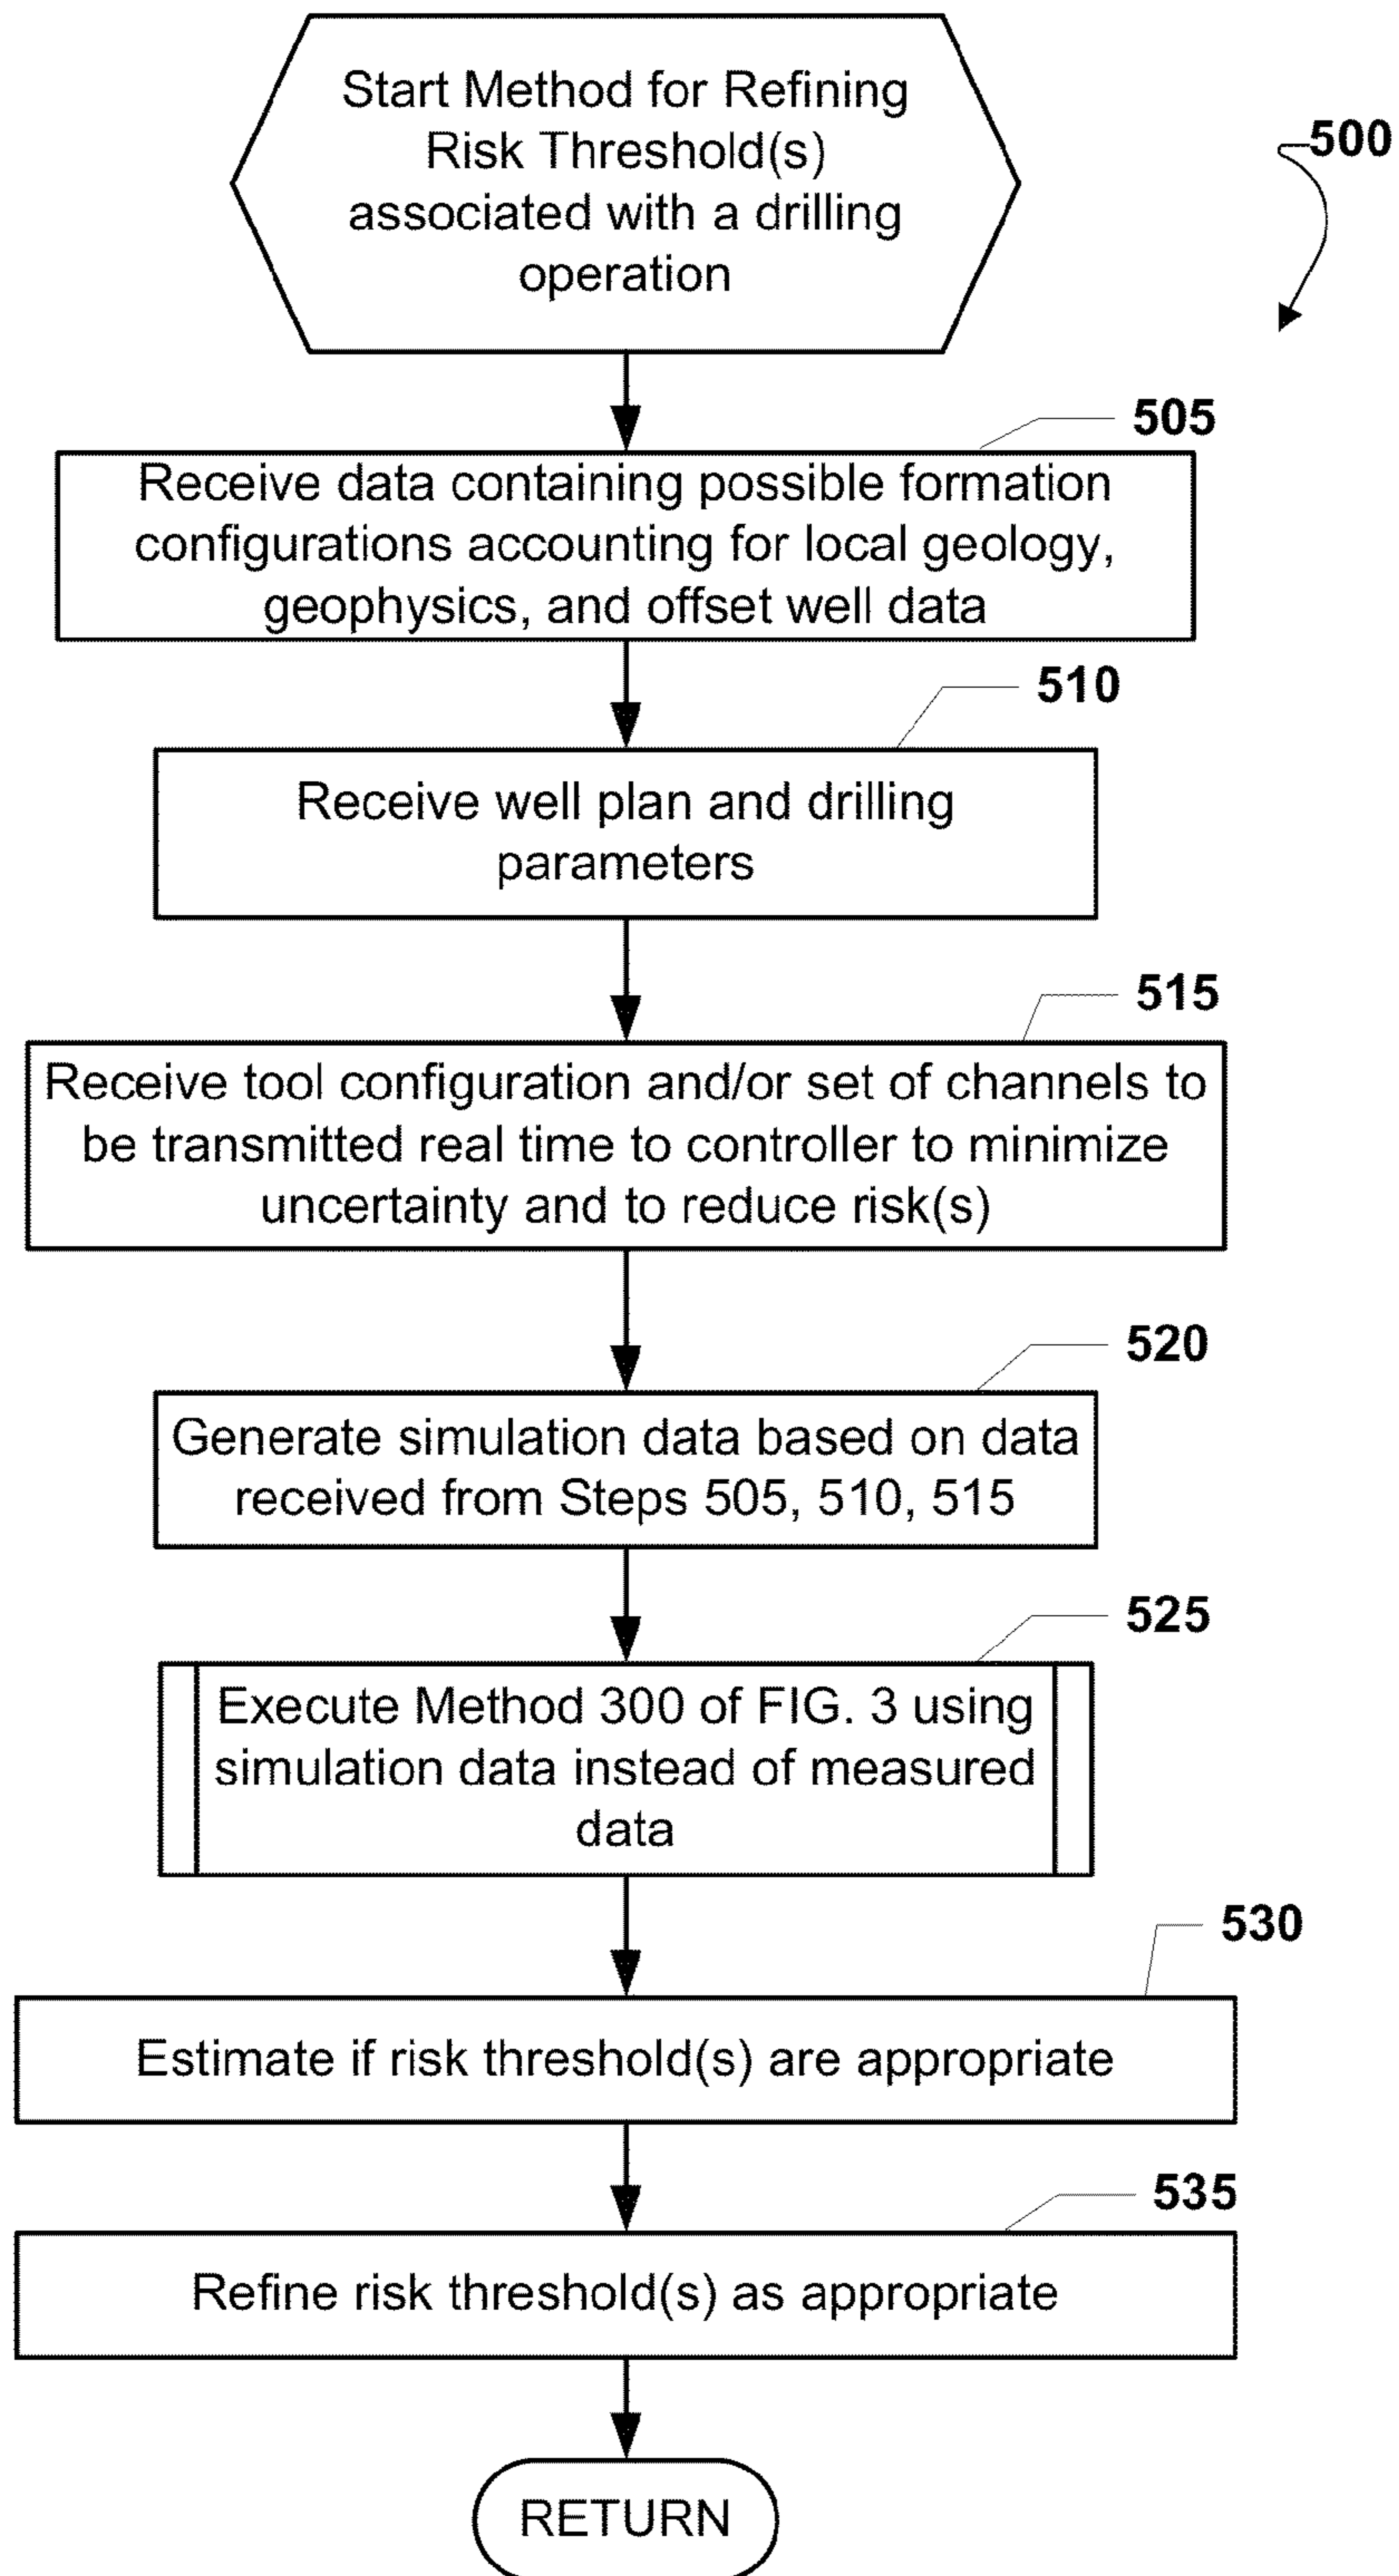 Start Method for Refining
Risk Threshold(s)
associated with a drilling
operation
500
505
Receive data containing possible formation
configurations accounting for local geology,
geophysics, and offset well data
510
Receive well plan and drilling
parameters
515
Receive tool configuration and/or set of channels to
be transmitted real time to controller to minimize
uncertainty and to reduce risk(s)
520
Generate simulation data based on data
received from Steps 505, 510, 515
525
Execute Method 300 of FIG. 3 using
simulation data instead of measured
data
530
Estimate if risk threshold(s) are appropriate
535
Refine risk threshold(s) as appropriate
RETURN